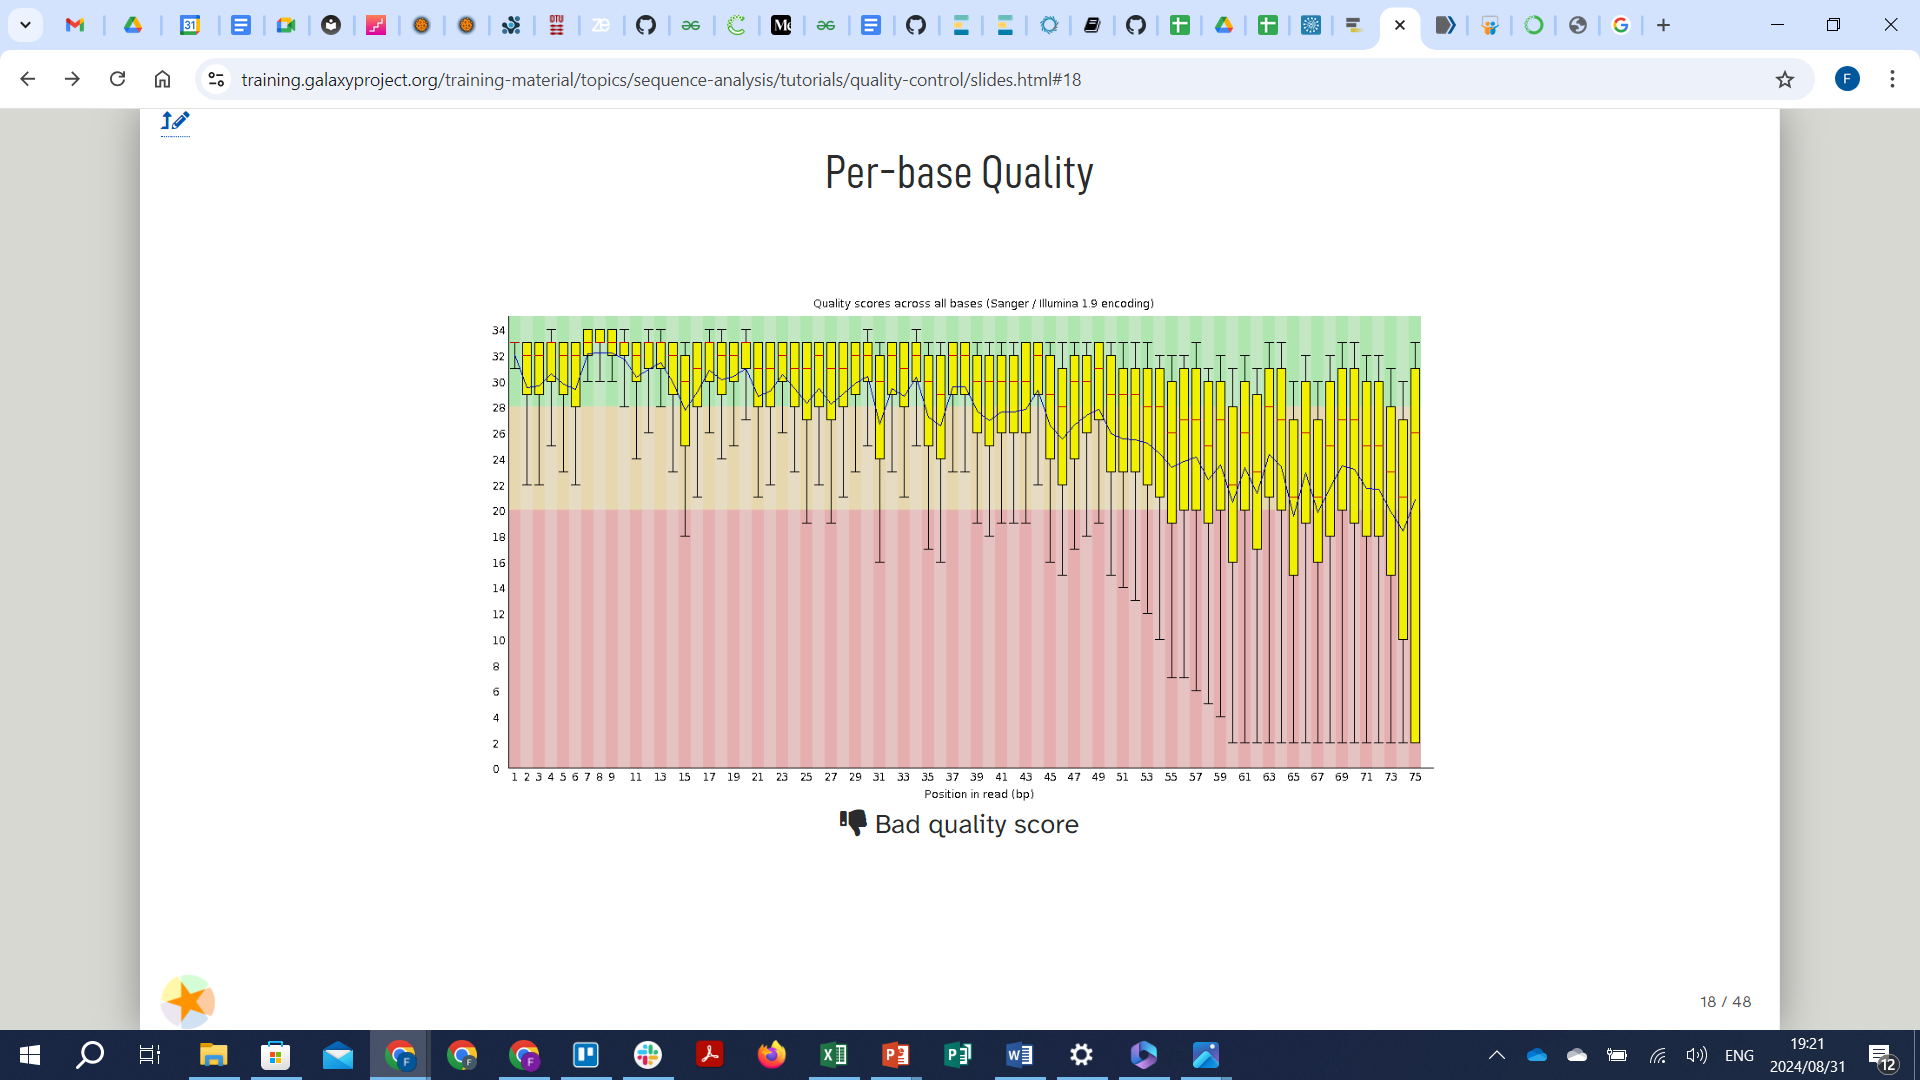 31
DTU
ze
Me
training.galaxyproject.org/training-material/topics/sequence-analysis/tutorials/quality-control/slides.html#18
F
Per-base Quality
Quality scores across all bases (Sanger / Illumina 1.9 encoding)
34
32
30
28
26
24
22
20
18
16
14
12
10
8
6
4
2
0
1 2 3 4 5 6 7 8 9 11 13 15 17 19 21 23 25 27 29 31 33 35 37 39 41 43 45 47 49 51 53 55 57 59 61 63 65 67 69 71 73 75
Position in read (bp)
Bad quality score
18 / 48
ENG
19:21
2024/08/31
12